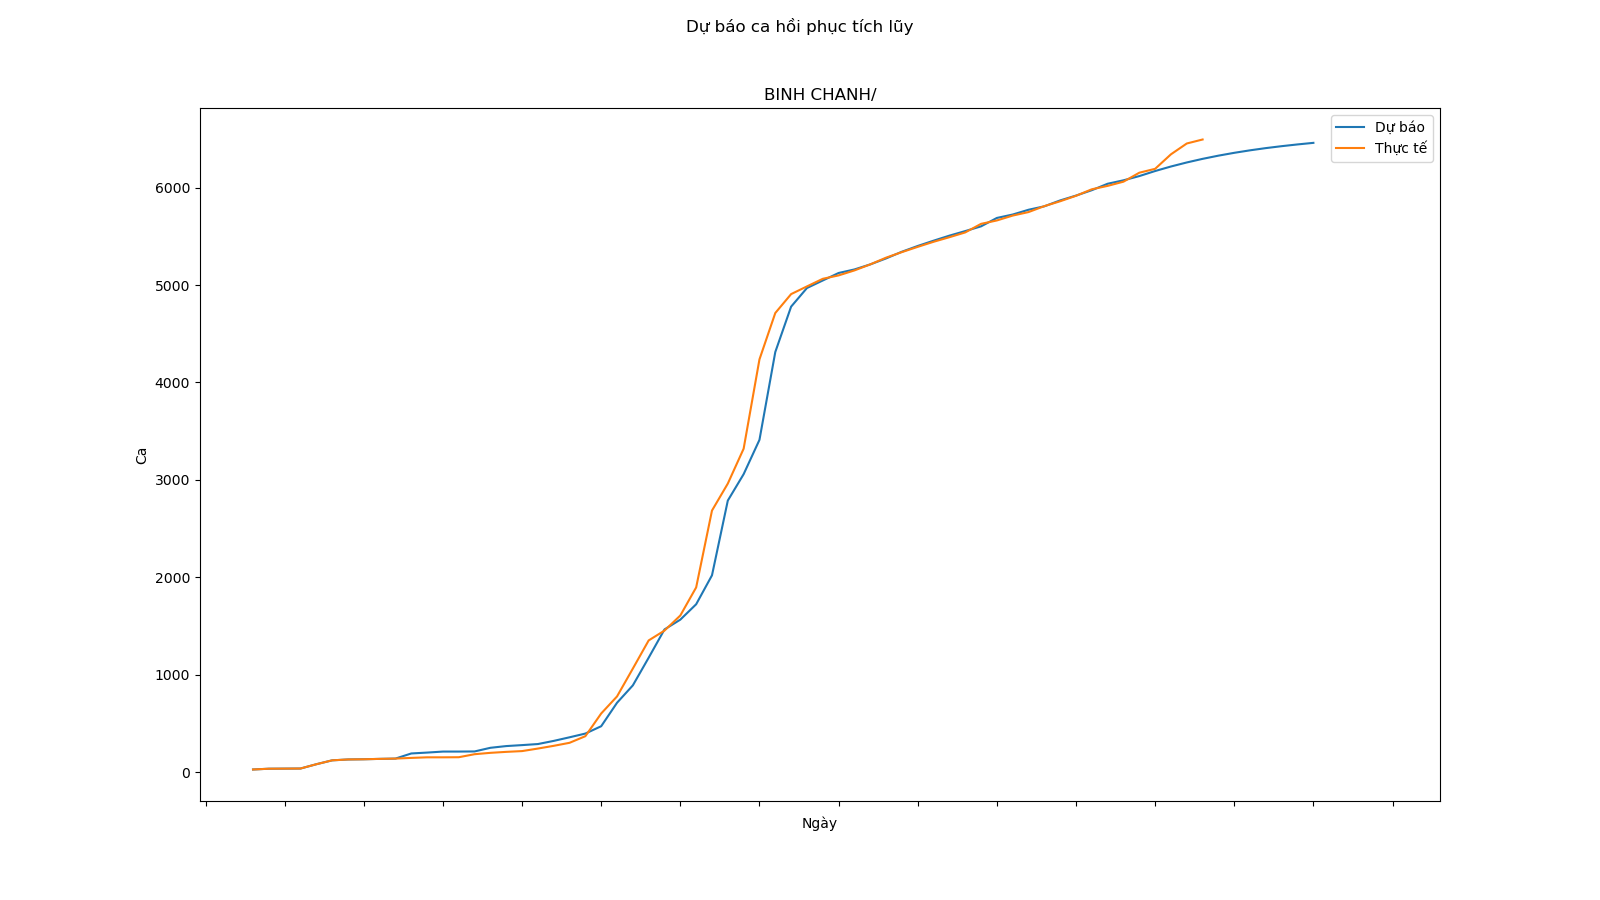 Dự báo ca hồi phục tích lũy
BINH CHANH/
Dự báo
Thực tế
6000
5000
4000
3000
2000
1000
0
Ca
Ngày